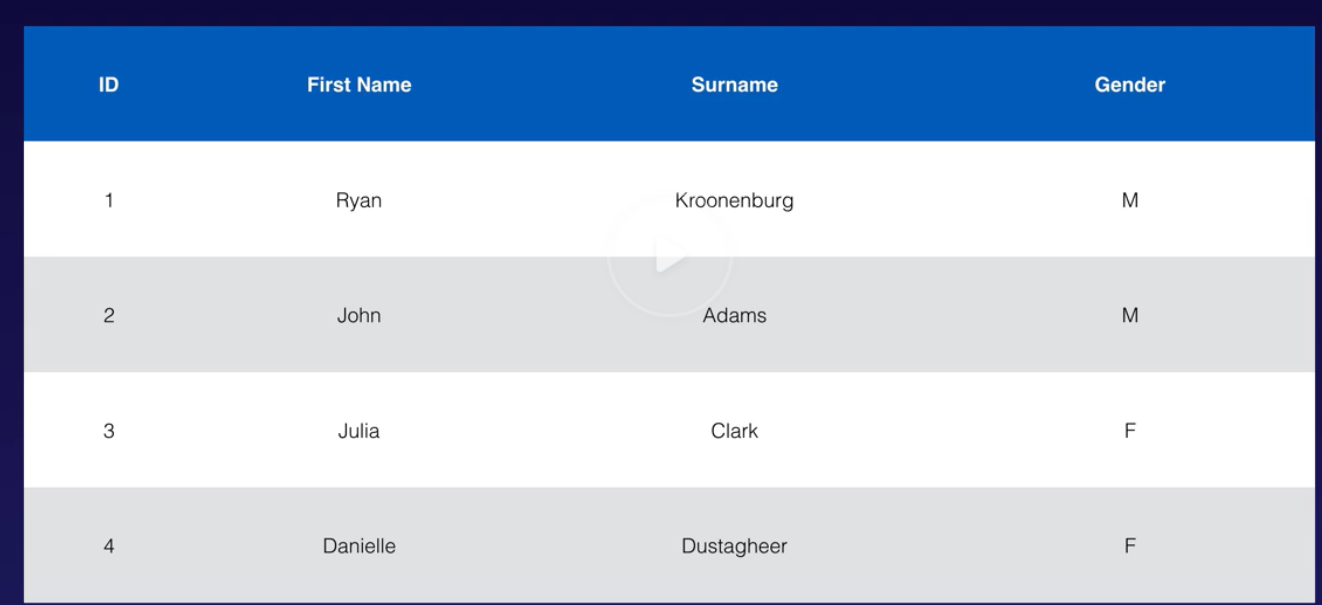 ID First Name Surname Gender
1 Ryan Kroonenburg M
2 John Adams M
3 Julia Clark F
4 Danielle Dustagheer F